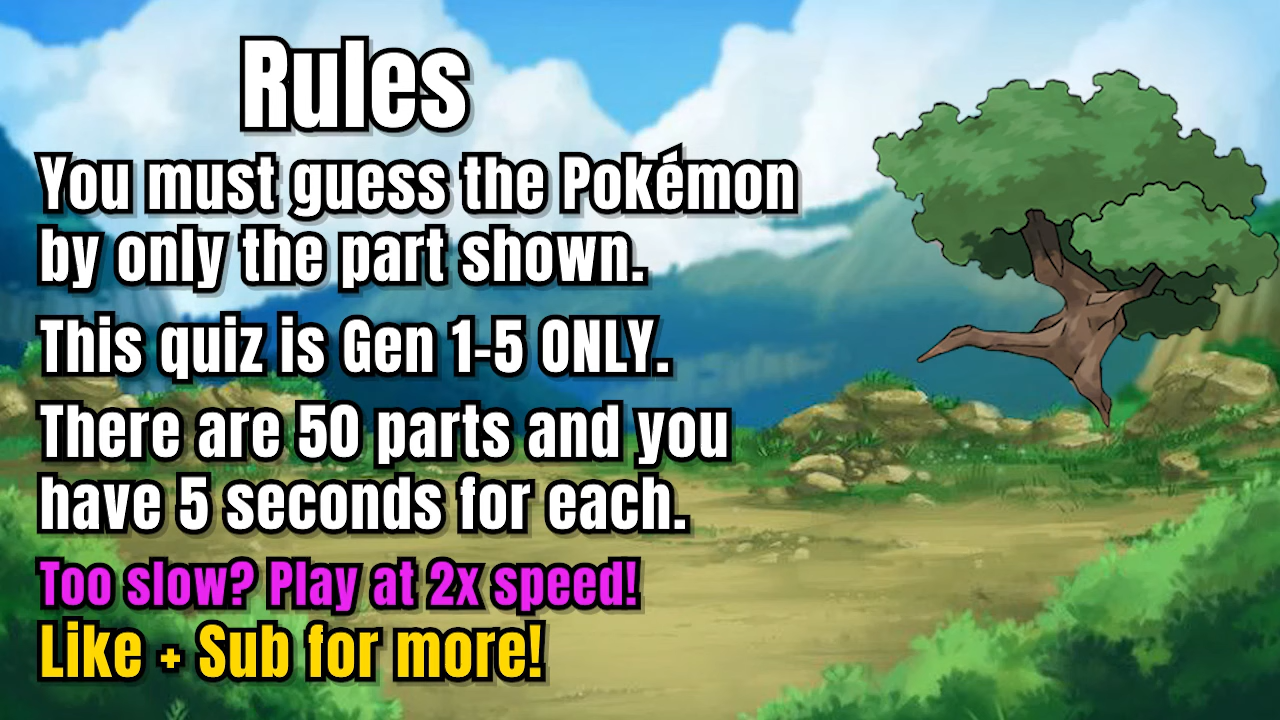 Rules
You must guess the Pokémon
by only the part shown.
This quiz is Gen 1-5 ONLY.
There are 50 parts and you
have 5 seconds for each.
Too slow? Play at 2x speed!
Like + Sub for more!